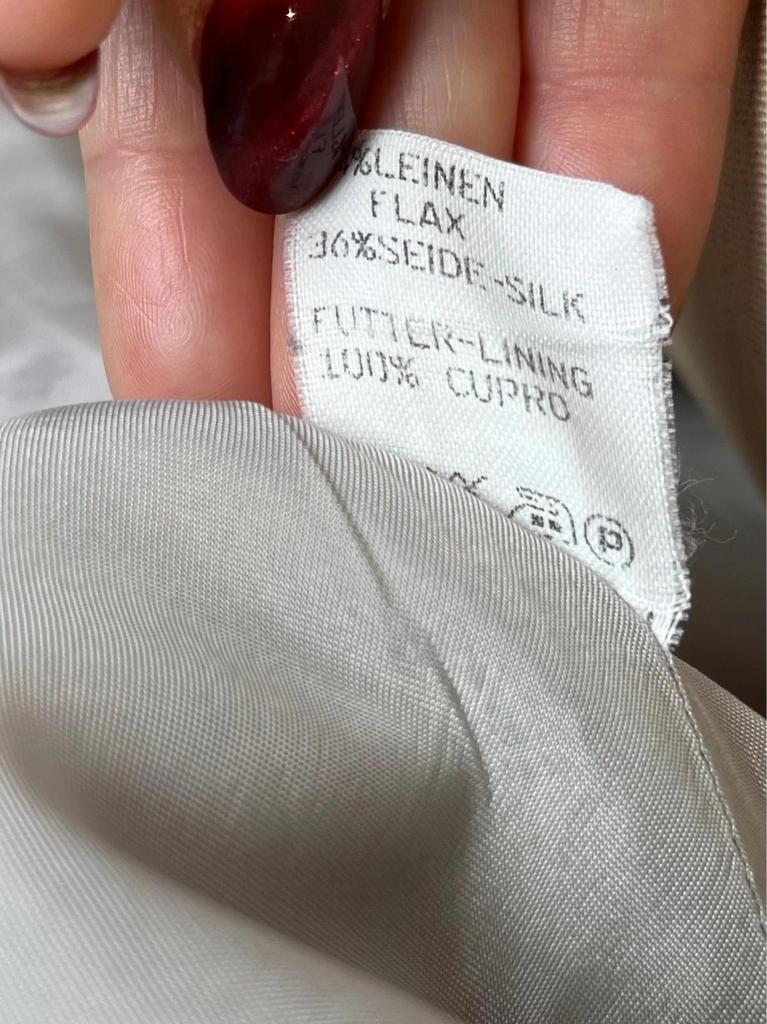 %LEINEN
FLAX
36%SEIDE-SILK
FUTTER-LINING
100% CUPRO
P